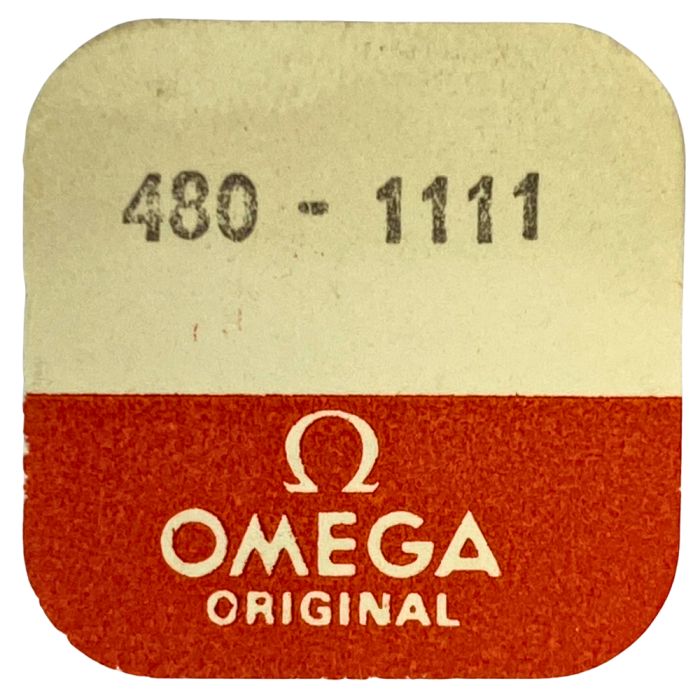 480 - 1111
Ω
OMEGA
ORIGINAL